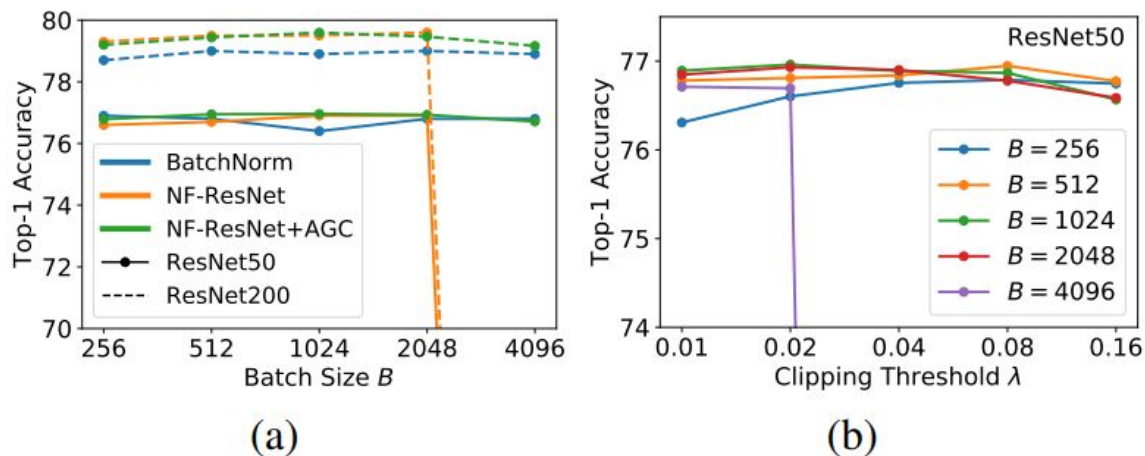 80
78
76
74
72
70
Top-1 Accuracy
BatchNorm
NF-ResNet
NF-ResNet+AGC
ResNet50
ResNet200
256 512 1024 2048 4096
Batch Size B
(a)
77
76
75
74
Top-1 Accuracy
ResNet50
B = 256
B = 512
B = 1024
B = 2048
B = 4096
0.01 0.02 0.04 0.08 0.16
Clipping Threshold λ
(b)